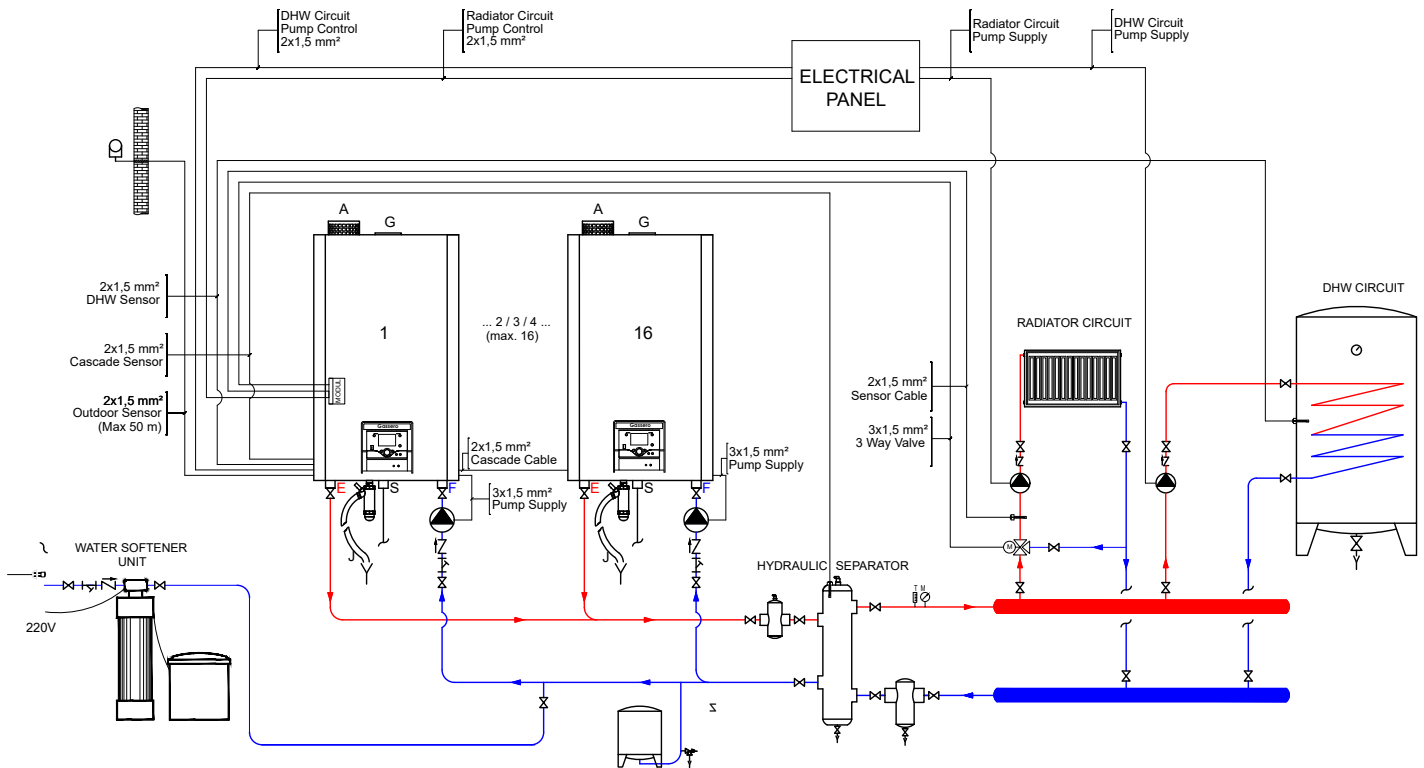 DHW Circuit
Pump Control
2x1,5 mm²
Radiator Circuit
Pump Control
2x1,5 mm²
Radiator Circuit
Pump Supply
DHW Circuit
Pump Supply
ELECTRICAL
PANEL
A
G
A
G
2x1,5 mm²
DHW Sensor
2x1,5 mm²
Cascade Sensor
2x1,5 mm²
Outdoor Sensor
(Max 50 m)
1
... 2 / 3 / 4 ...
(max. 16)
16
MODUL
Gassero
Gassero
2x1,5 mm²
Cascade Cable
3x1,5 mm²
Pump Supply
3x1,5 mm²
Pump Supply
E
S
F
E
S
F
J
J
RADIATOR CIRCUIT
DHW CIRCUIT
2x1,5 mm²
Sensor Cable
3x1,5 mm²
3 Way Valve
M
WATER SOFTENER
UNIT
220V
HYDRAULIC SEPARATOR
T M